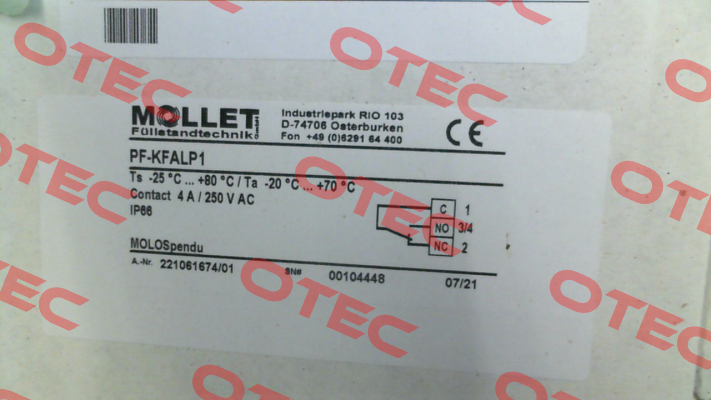 MOLLET
Füllstandtechnik GmbH
Industriepark RIO 103
D-74706 Osterburken
Fon +49 (0)6291 64 400
CE
PF-KFALP1
Ts -25 °C ... +80 °C / Ta -20 °C ... +70 °C
Contact 4 A / 250 V AC
IP66
C 1
NO 3/4
NC 2
MOLOSpendu
A.-Nr. 221061674/01 SN# 00104448 07/21
OTEC
OTEC
OTEC
OTEC
OTEC
OTEC
OTEC
OTEC